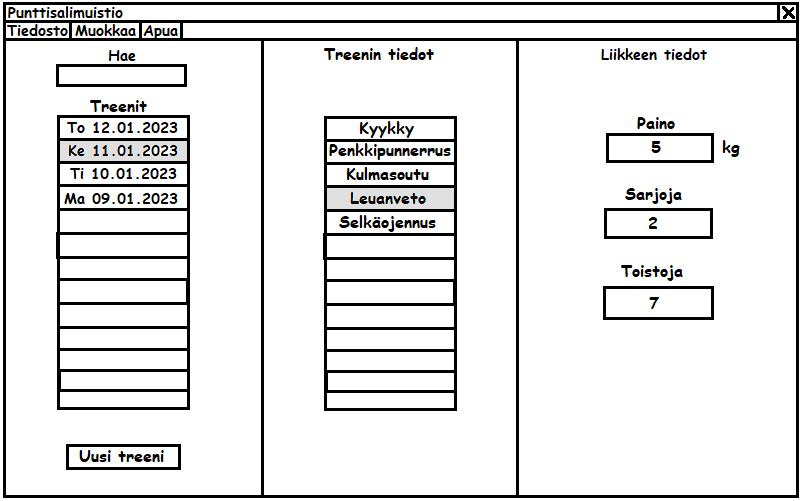 Punttisalimuistio
Tiedosto Muokkaa Apua
Hae
Treenit
To 12.01.2023
Ke 11.01.2023
Ti 10.01.2023
Ma 09.01.2023
Uusi treeni
Treenin tiedot
Kyykky
Penkkipunnerrus
Kulmasoutu
Leuanveto
Selkäojennus
Liikkeen tiedot
Paino
5 kg
Sarjoja
2
Toistoja
7